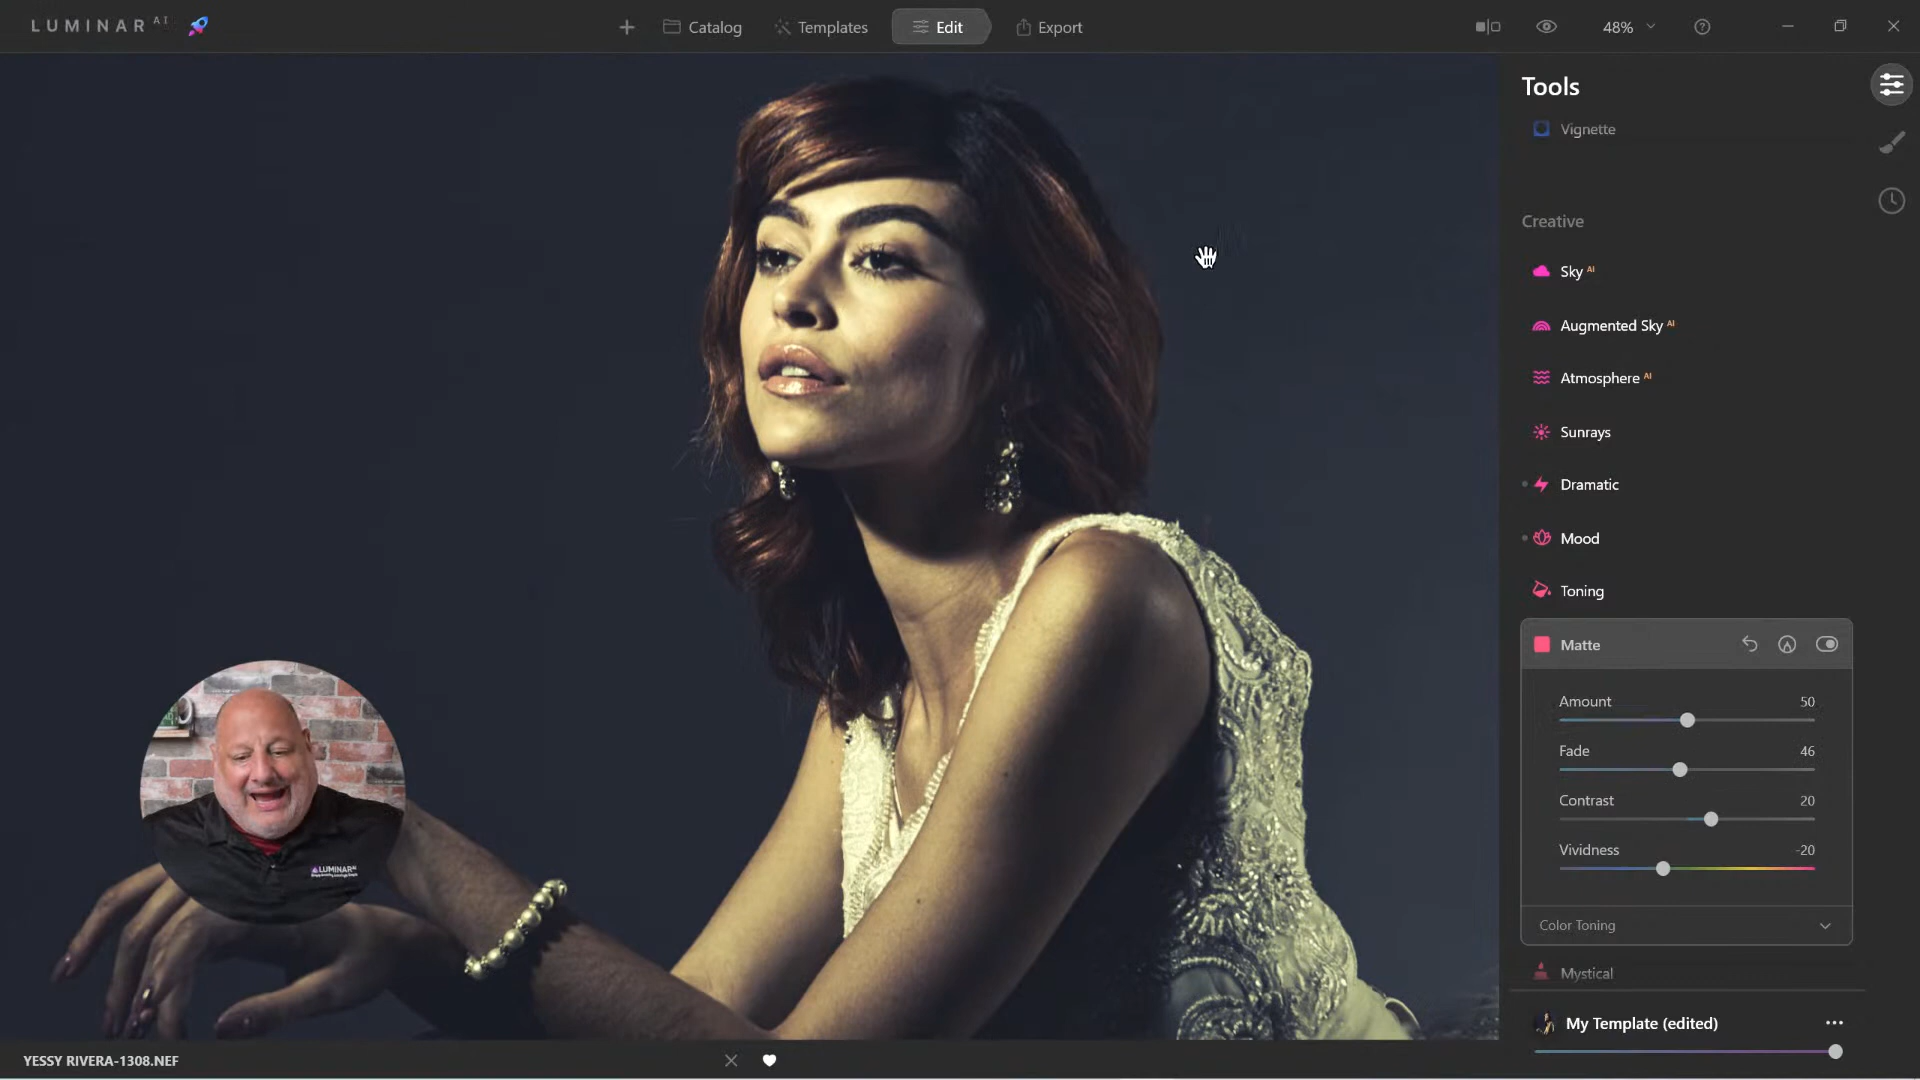 LUMINAR AI
Catalog
Templates
Edit
Export
48%
Tools
Vignette
Creative
Sky AI
Augmented Sky AI
Atmosphere AI
Sunrays
Dramatic
Mood
Toning
Matte
Amount 50
Fade 46
Contrast 20
Vividness -20
Color Toning
Mystical
My Template (edited)
LUMINAR AI
YESSY RIVERA-1308.NEF